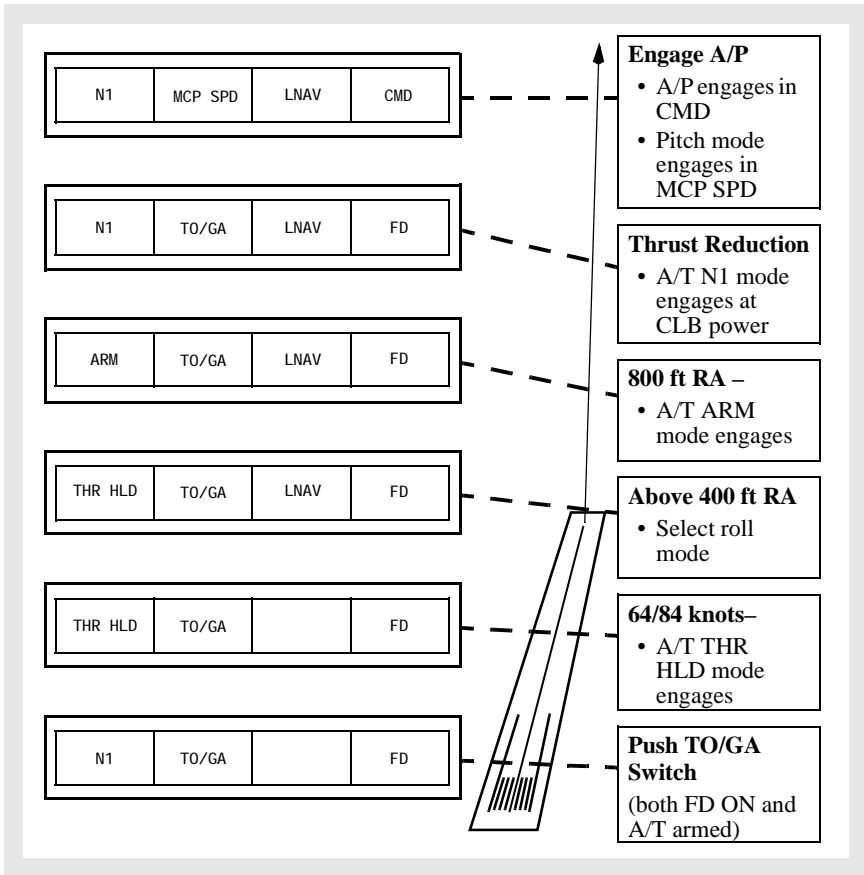 N1 MCP SPD LNAV CMD
Engage A/P
• A/P engages in
CMD
• Pitch mode
engages in
MCP SPD
N1 TO/GA LNAV FD
Thrust Reduction
• A/T N1 mode
engages at
CLB power
ARM TO/GA LNAV FD
800 ft RA –
• A/T ARM
mode engages
THR HLD TO/GA LNAV FD
Above 400 ft RA
• Select roll
mode
THR HLD TO/GA FD
64/84 knots–
• A/T THR
HLD mode
engages
N1 TO/GA FD
Push TO/GA
Switch
(both FD ON and
A/T armed)